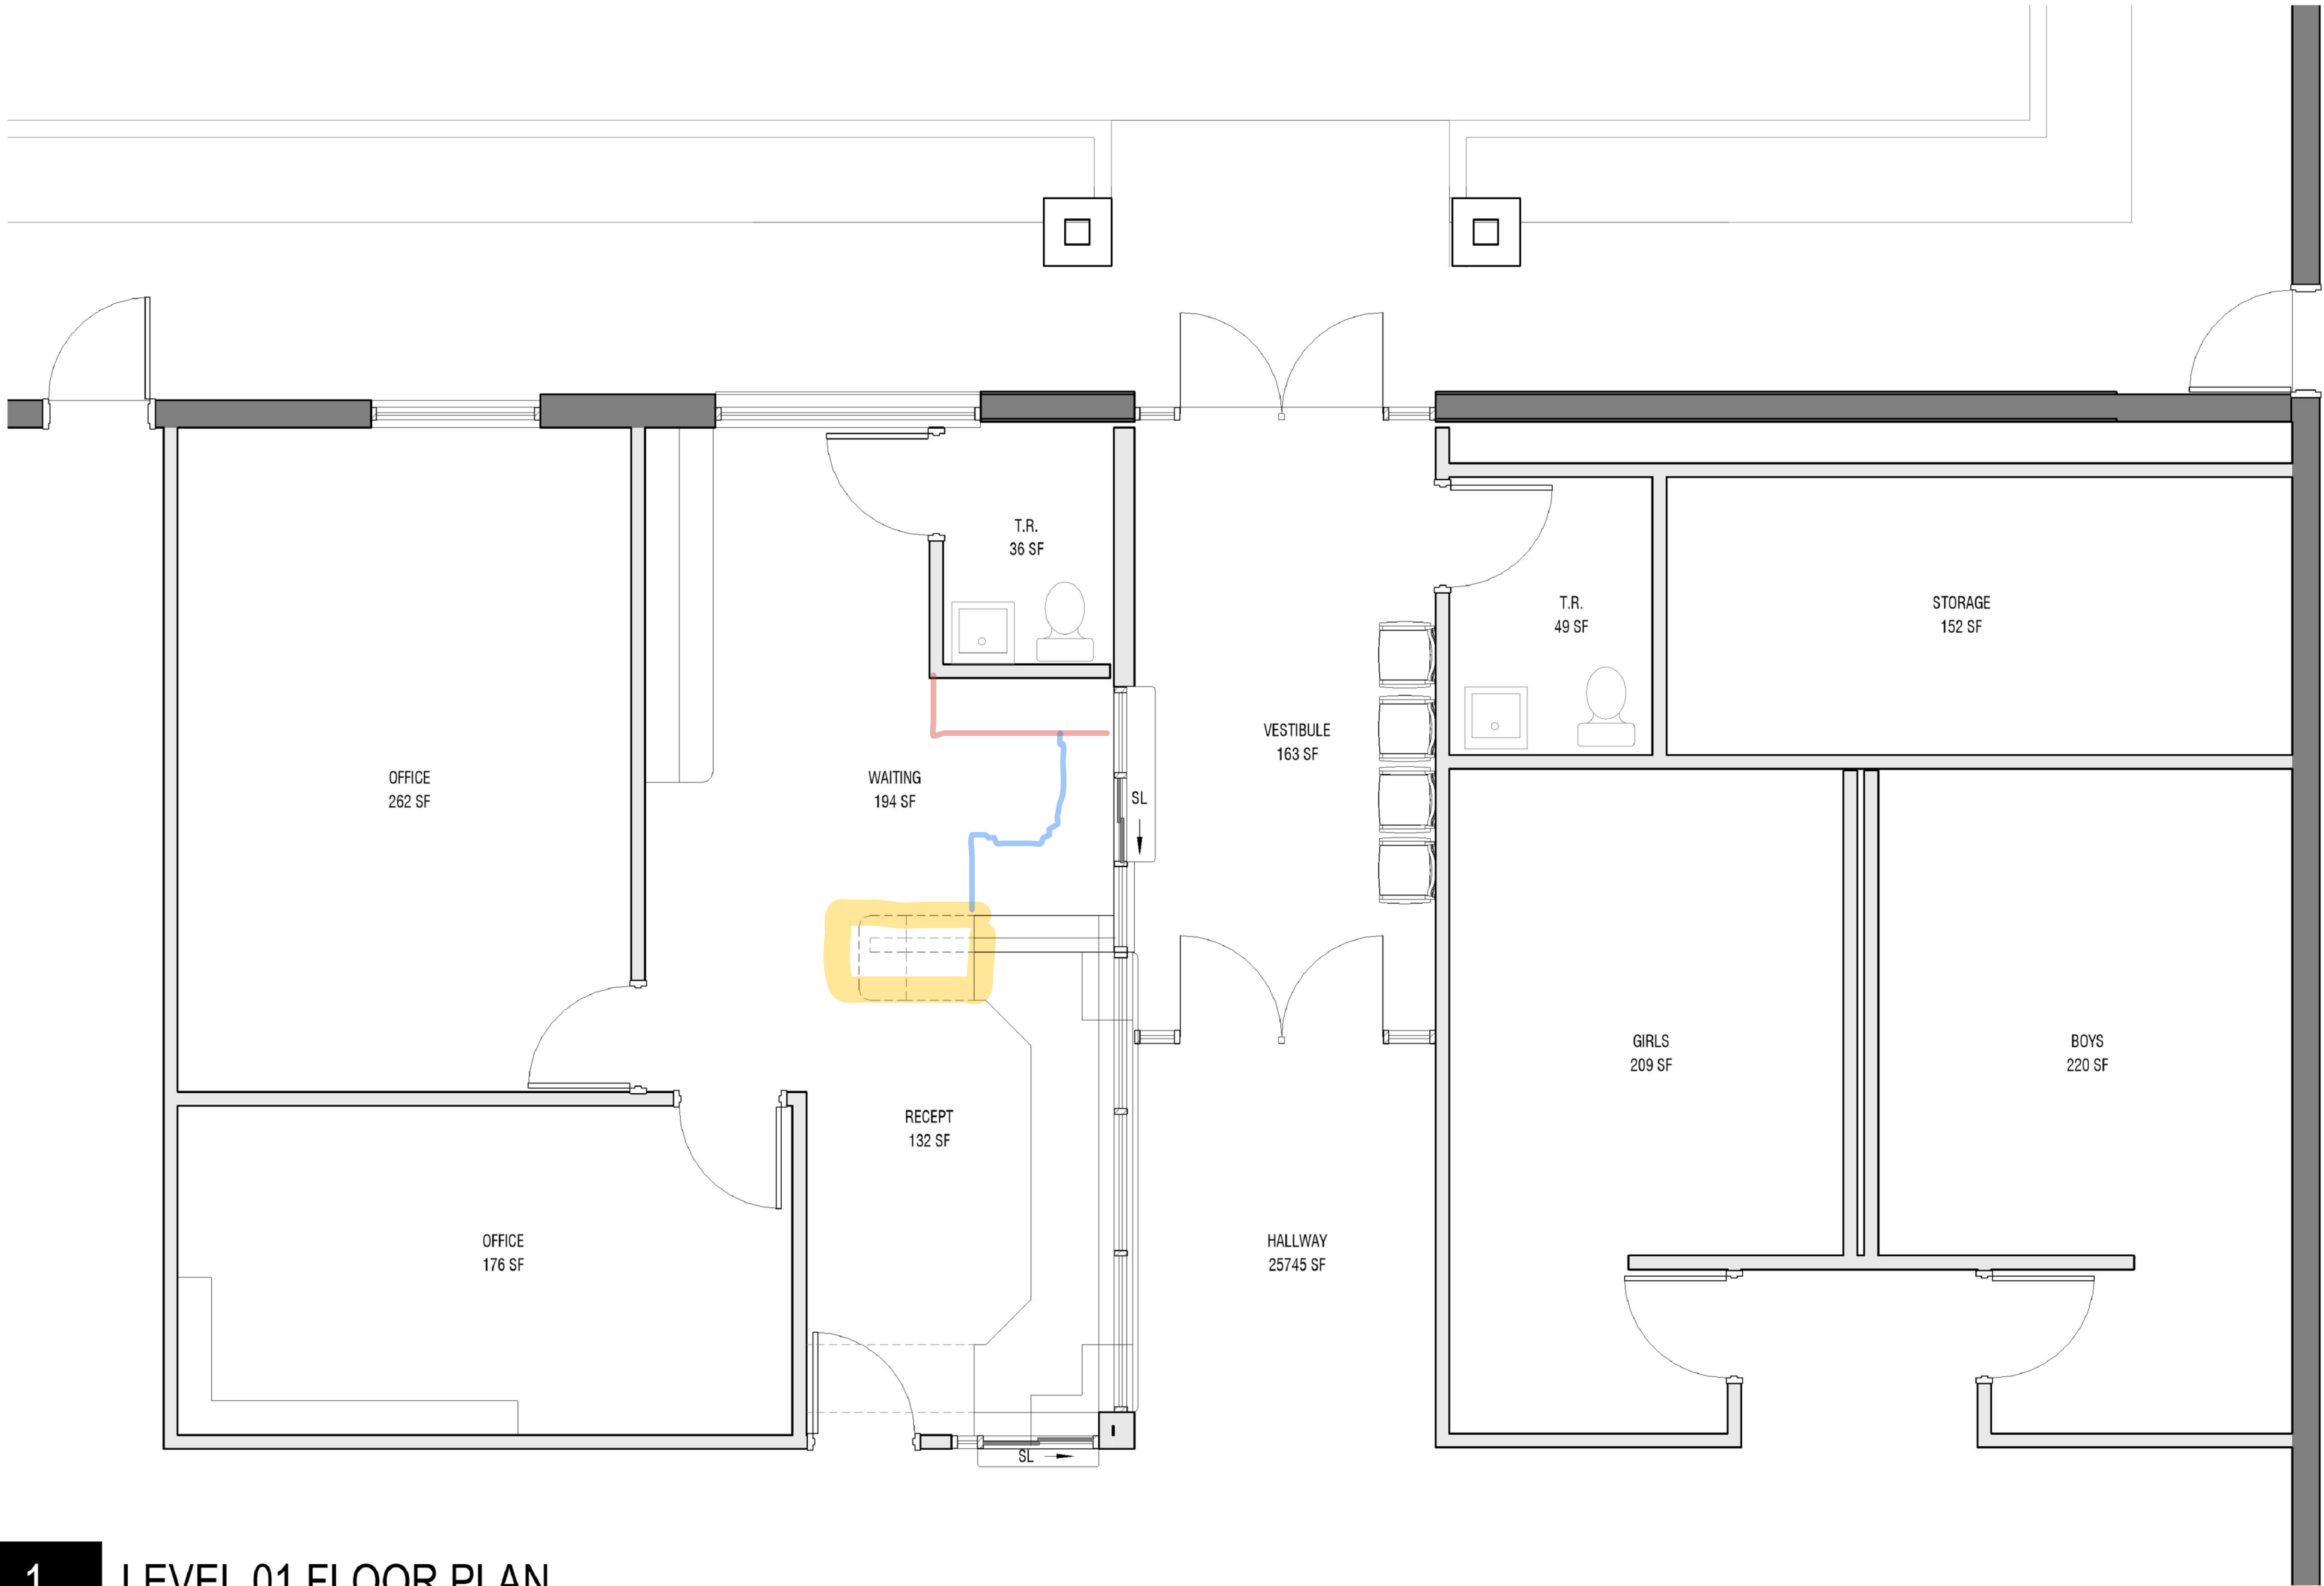 T.R.
36 SF
T.R.
49 SF
STORAGE
152 SF
VESTIBULE
163 SF
OFFICE
262 SF
WAITING
194 SF
SL
GIRLS
209 SF
BOYS
220 SF
RECEPT
132 SF
OFFICE
176 SF
HALLWAY
25745 SF
SL
1
LEVEL 01 FLOOR PLAN